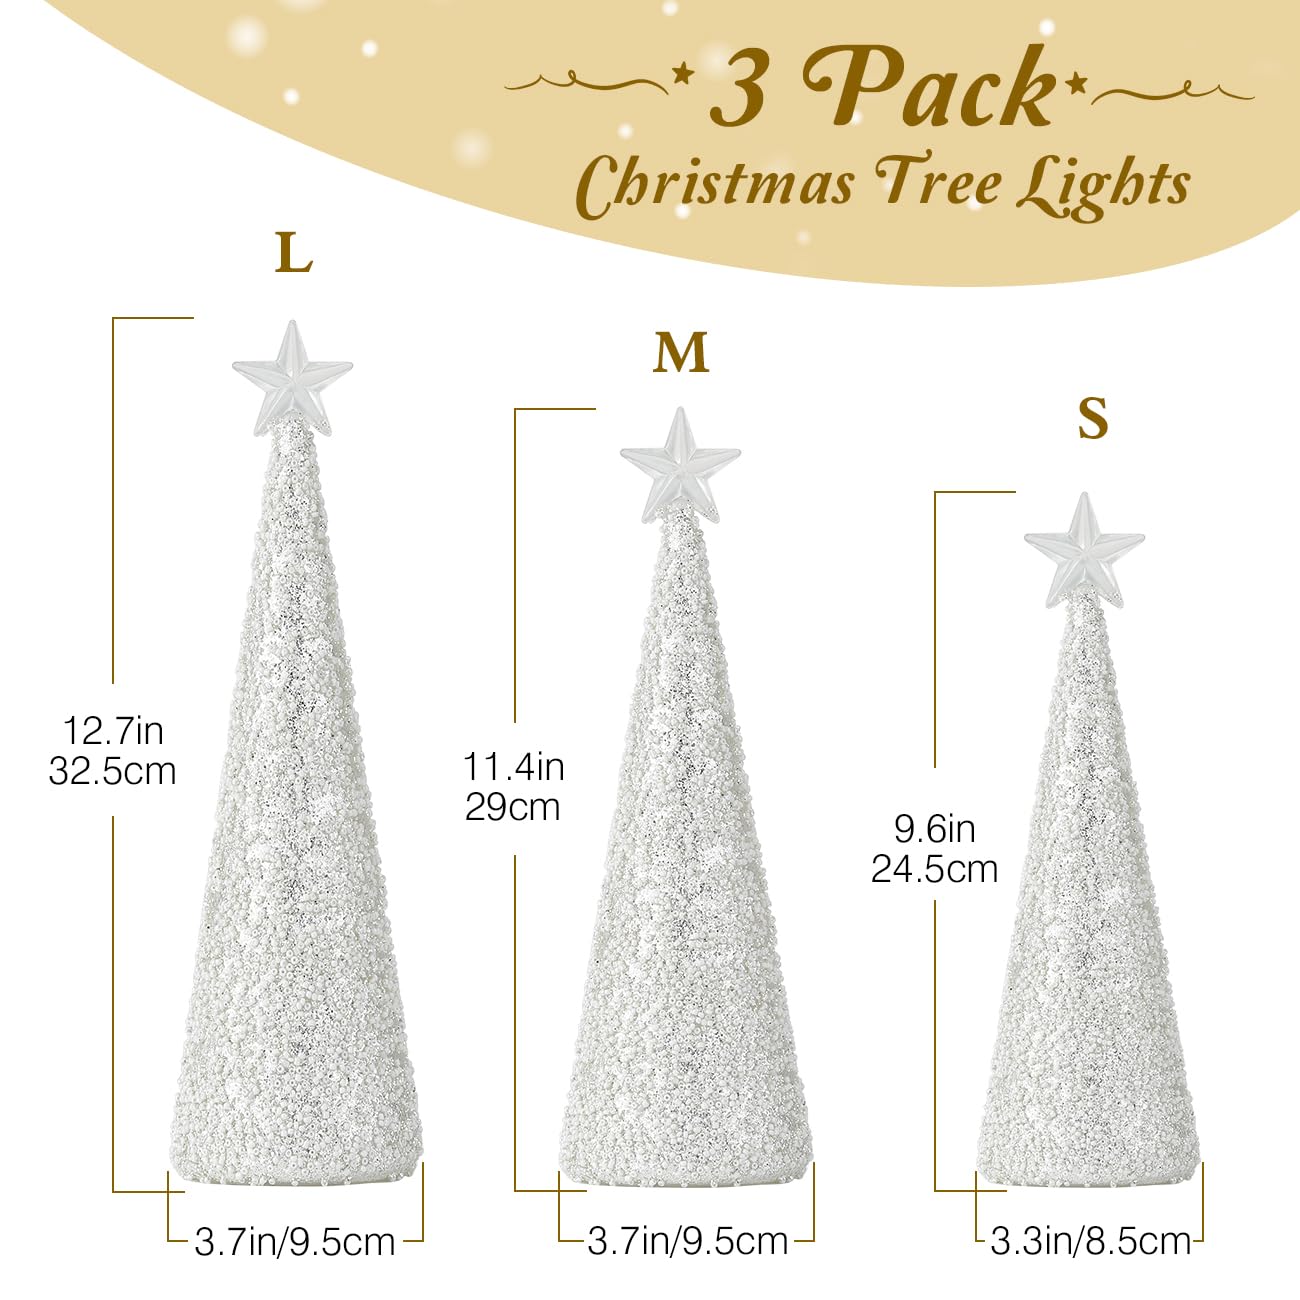 3 Pack
Christmas Tree Lights
L
M
S
12.7in
32.5cm
11.4in
29cm
9.6in
24.5cm
3.7in/9.5cm
3.7in/9.5cm
3.3in/8.5cm